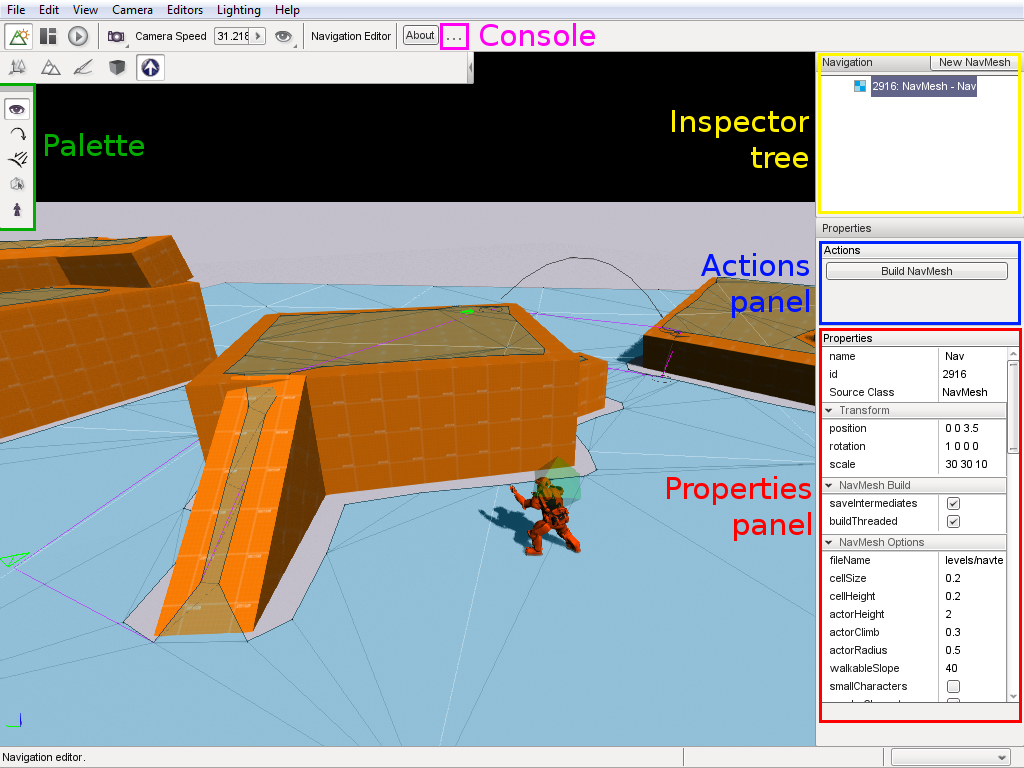 File Edit View Camera Editors Lighting Help
Camera Speed 31.218 Navigation Editor About ... Console
Navigation New NavMesh
2916: NavMesh - Nav
Palette
Inspector
tree
Properties
Actions
Build NavMesh
Actions
panel
Properties
name Nav
id 2916
Source Class NavMesh
Transform
position 0 0 3.5
rotation 1 0 0 0
scale 30 30 10
NavMesh Build
saveIntermediates
buildThreaded
Properties
panel
NavMesh Options
fileName levels/navte
cellSize 0.2
cellHeight 0.2
actorHeight 2
actorClimb 0.3
actorRadius 0.5
walkableSlope 40
smallCharacters
Navigation editor.